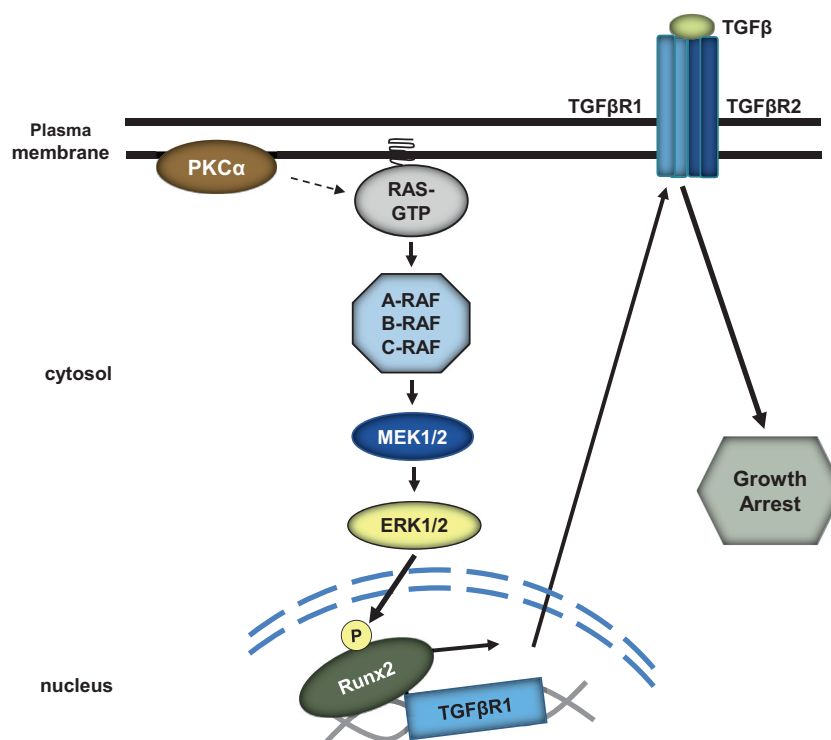 TGFβ
TGFβR1
TGFβR2
Plasma
membrane
PKCα
RAS-
GTP
A-RAF
B-RAF
C-RAF
cytosol
MEK1/2
Growth
Arrest
ERK1/2
P
Runx2
nucleus
TGFβR1